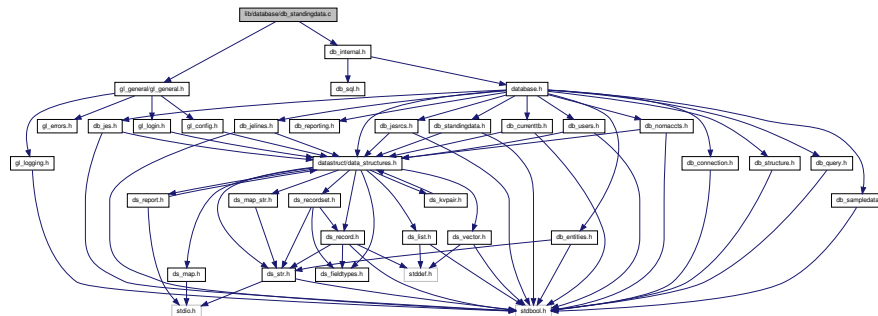 lib/database/db_standingdata.c
db_internal.h
gl_general/gl_general.h
db_sql.h
database.h
gl_errors.h
db_jes.h
gl_login.h
gl_config.h
db_jelines.h
db_reporting.h
db_jesrcs.h
db_standingdata.h
db_currenttb.h
db_users.h
db_nomaccts.h
gl_logging.h
datastruct/data_structures.h
db_connection.h
db_structure.h
db_query.h
ds_report.h
ds_map_str.h
ds_recordset.h
ds_kvpair.h
db_sampledata.h
ds_record.h
ds_list.h
ds_vector.h
db_entities.h
ds_map.h
ds_str.h
ds_fieldtypes.h
stddef.h
stdio.h
stdbool.h